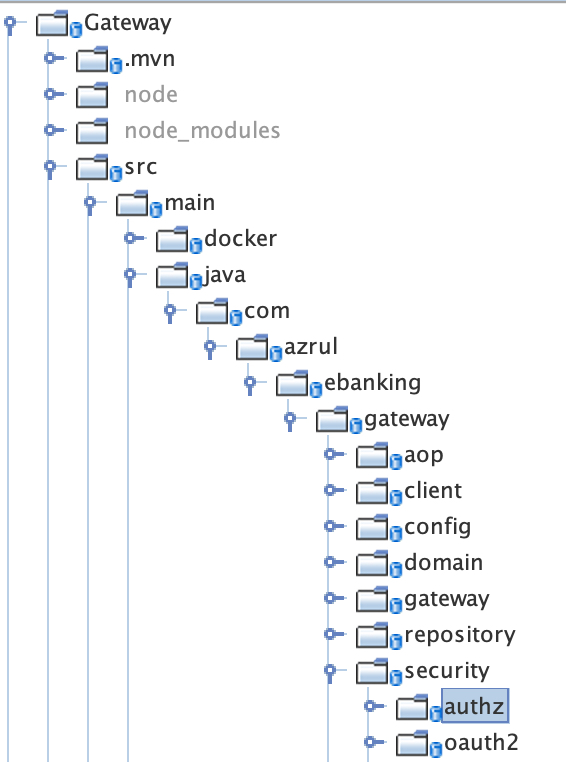 Gateway
.mvn
node
node_modules
src
main
docker
java
com
azrul
ebanking
gateway
aop
client
config
domain
gateway
repository
security
authz
oauth2